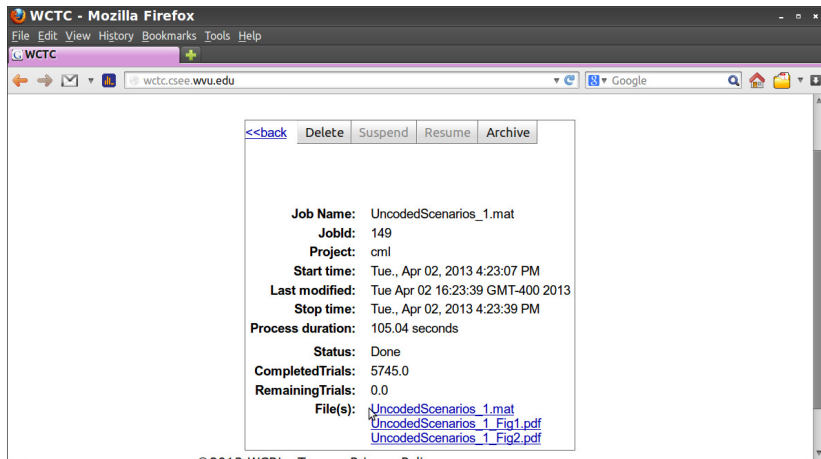 WCTC - Mozilla Firefox
File Edit View History Bookmarks Tools Help
G WCTC
wctc.csee.wvu.edu
Google
<<back Delete Suspend Resume Archive
Job Name: UncodedScenarios_1.mat
JobId: 149
Project: cml
Start time: Tue., Apr 02, 2013 4:23:07 PM
Last modified: Tue Apr 02 16:23:39 GMT-400 2013
Stop time: Tue., Apr 02, 2013 4:23:39 PM
Process duration: 105.04 seconds
Status: Done
CompletedTrials: 5745.0
RemainingTrials: 0.0
File(s): UncodedScenarios_1.mat
UncodedScenarios_1_Fig1.pdf
UncodedScenarios_1_Fig2.pdf